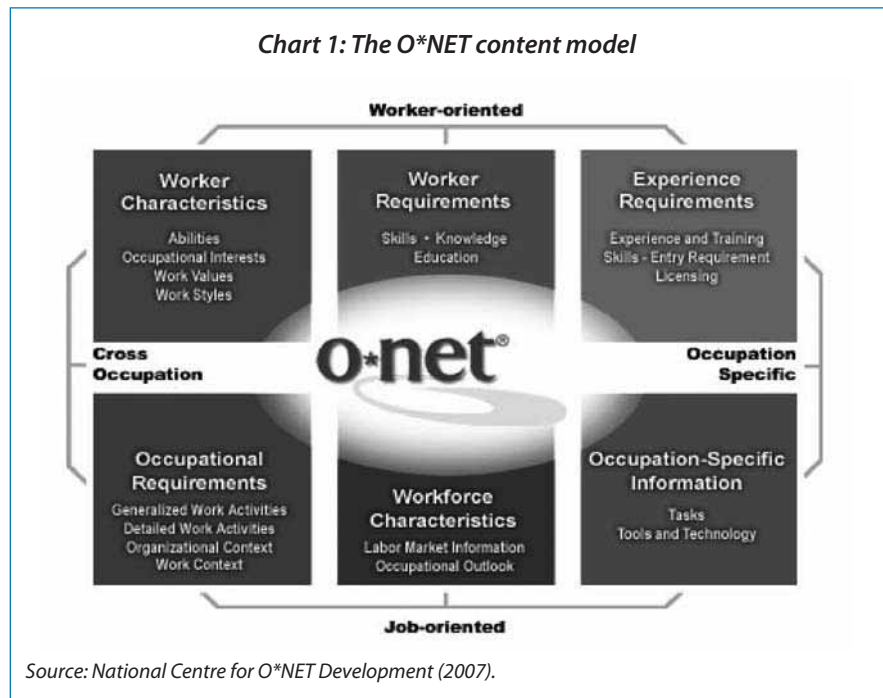 Chart 1: The O*NET content model
Worker-oriented
Worker
Characteristics
Abilities
Occupational Interests
Work Values
Work Styles
Worker
Requirements
Skills • Knowledge
Education
Experience
Requirements
Experience and Training
Skills - Entry Requirement
Licensing
Cross
Occupation
o*net®
Occupation
Specific
Occupational
Requirements
Generalized Work Activities
Detailed Work Activities
Organizational Context
Work Context
Workforce
Characteristics
Labor Market Information
Occupational Outlook
Occupation-Specific
Information
Tasks
Tools and Technology
Job-oriented
Source: National Centre for O*NET Development (2007).